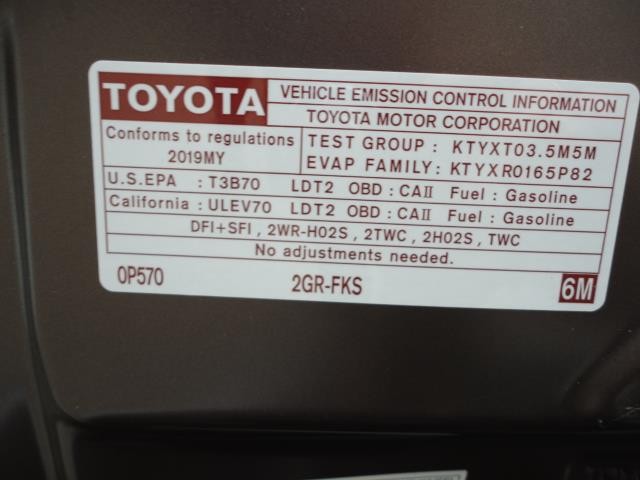 TOYOTA
VEHICLE EMISSION CONTROL INFORMATION
TOYOTA MOTOR CORPORATION
Conforms to regulations
2019MY
TEST GROUP : KTYXT03.5M5M
EVAP FAMILY: KTYXR0165P82
U.S.EPA : T3B70 LDT2 OBD : CAⅡ Fuel : Gasoline
California : ULEV70 LDT2 OBD : CAⅡ Fuel : Gasoline
DFI+SFI , 2WR-HO2S , 2TWC , 2HO2S , TWC
No adjustments needed.
0P570 2GR-FKS 6M